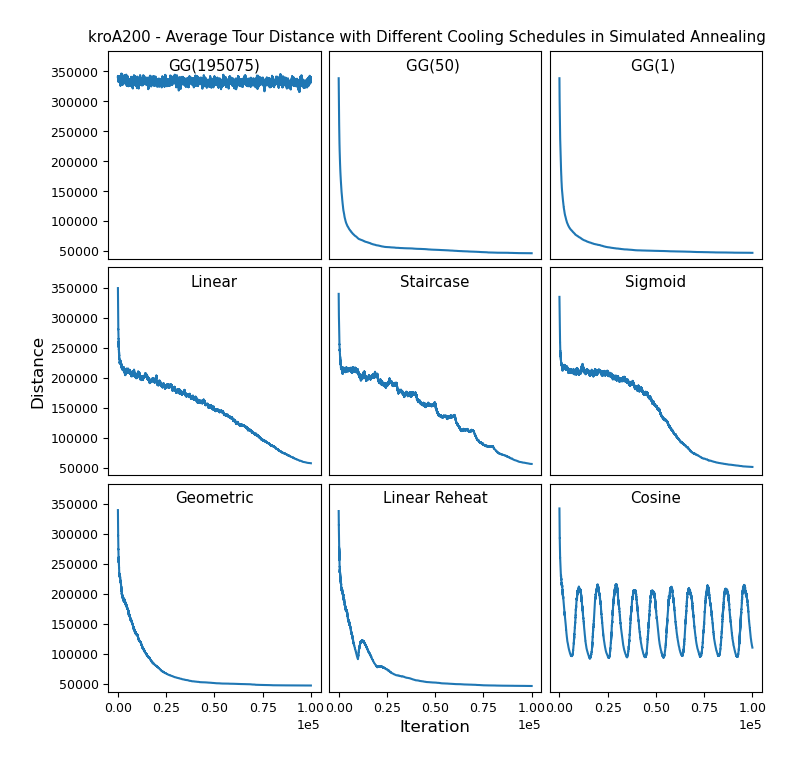 kroA200 - Average Tour Distance with Different Cooling Schedules in Simulated Annealing
GG(195075) GG(50) GG(1)
350000
300000
250000
200000
150000
100000
50000
Linear Staircase Sigmoid
350000
300000
250000
200000
150000
100000
50000
Distance
Geometric Linear Reheat Cosine
350000
300000
250000
200000
150000
100000
50000
0.00 0.25 0.50 0.75 1.00 0.00 0.25 0.50 0.75 1.00 0.00 0.25 0.50 0.75 1.00
1e5 1e5 1e5
Iteration